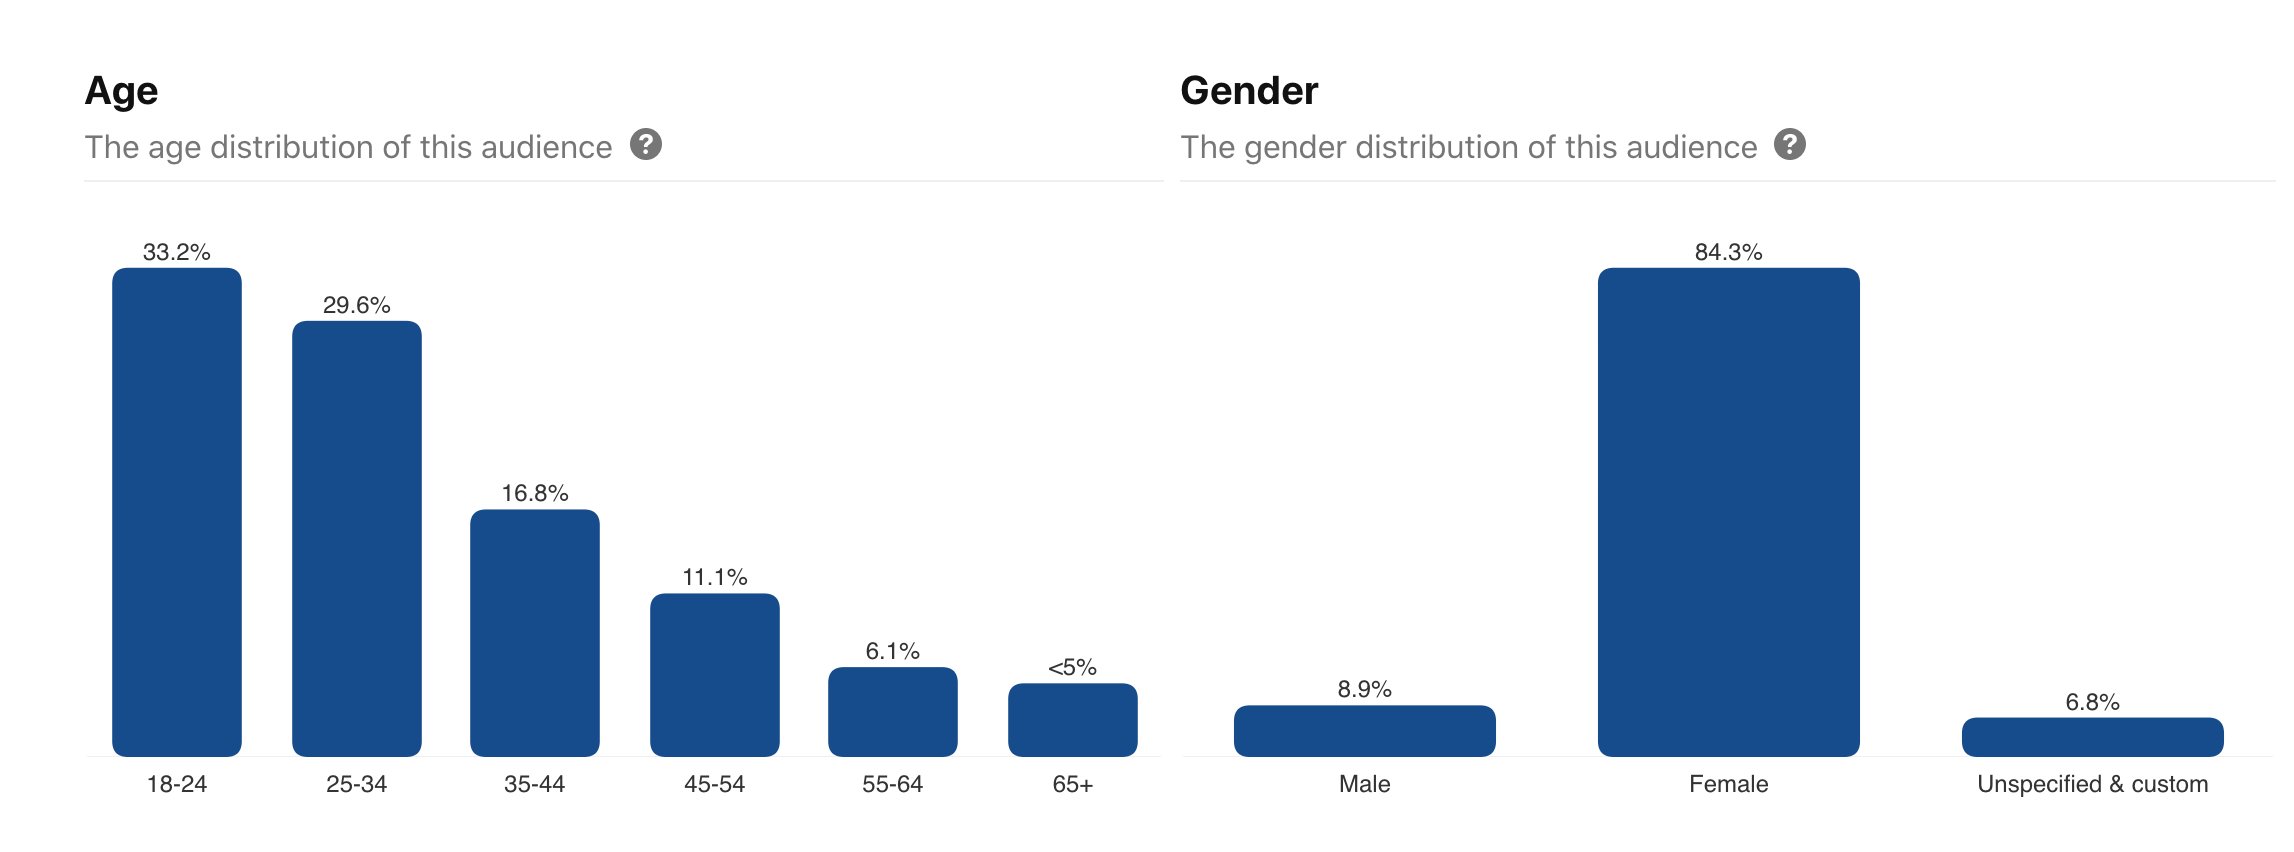 Age
The age distribution of this audience ?
33.2%
29.6%
16.8%
11.1%
6.1%
<5%
18-24
25-34
35-44
45-54
55-64
65+
Gender
The gender distribution of this audience ?
8.9%
84.3%
6.8%
Male
Female
Unspecified & custom